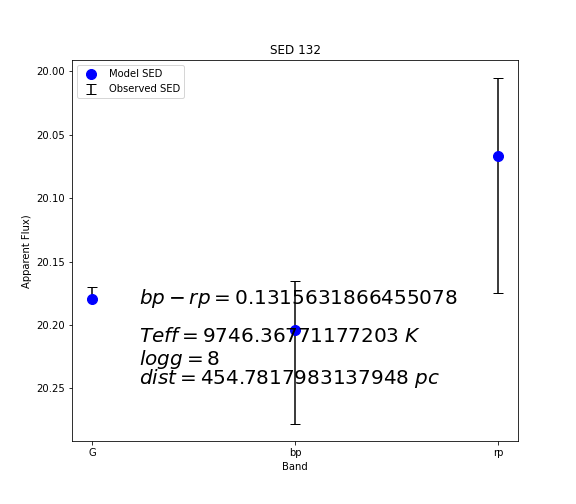 SED 132
Model SED
Observed SED
Apparent Flux)
20.00
20.05
20.10
20.15
20.20
20.25
bp − rp = 0.1315631866455078
Teff = 9746.36771177203 K
logg = 8
dist = 454.7817983137948 pc
G
bp
rp
Band